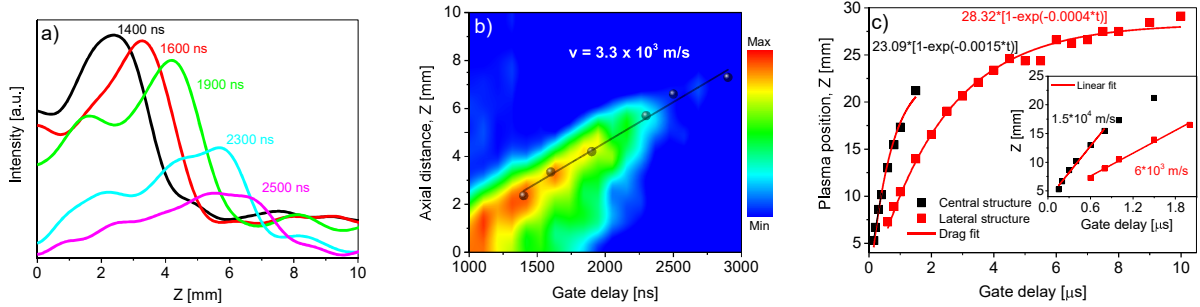 a)
1400 ns
1600 ns
1900 ns
2300 ns
2500 ns
Intensity [a.u.]
0 2 4 6 8 10
Z [mm]
b)
v = 3.3 x 10³ m/s
Axial distance, Z [mm]
10
8
6
4
2
0
1000 1500 2000 2500 3000
Gate delay [ns]
Max
Min
c)
28.32*[1-exp(-0.0004*t)]
23.09*[1-exp(-0.0015*t)]
Plasma position, Z [mm]
30
25
20
15
10
5
0 2 4 6 8 10
Gate delay [µs]
Central structure
Lateral structure
Drag fit
Linear fit
1.5*10⁴ m/s
6*10³ m/s
Z [mm]
25
20
15
10
5
0.0 0.6 1.2 1.8
Gate delay [µs]